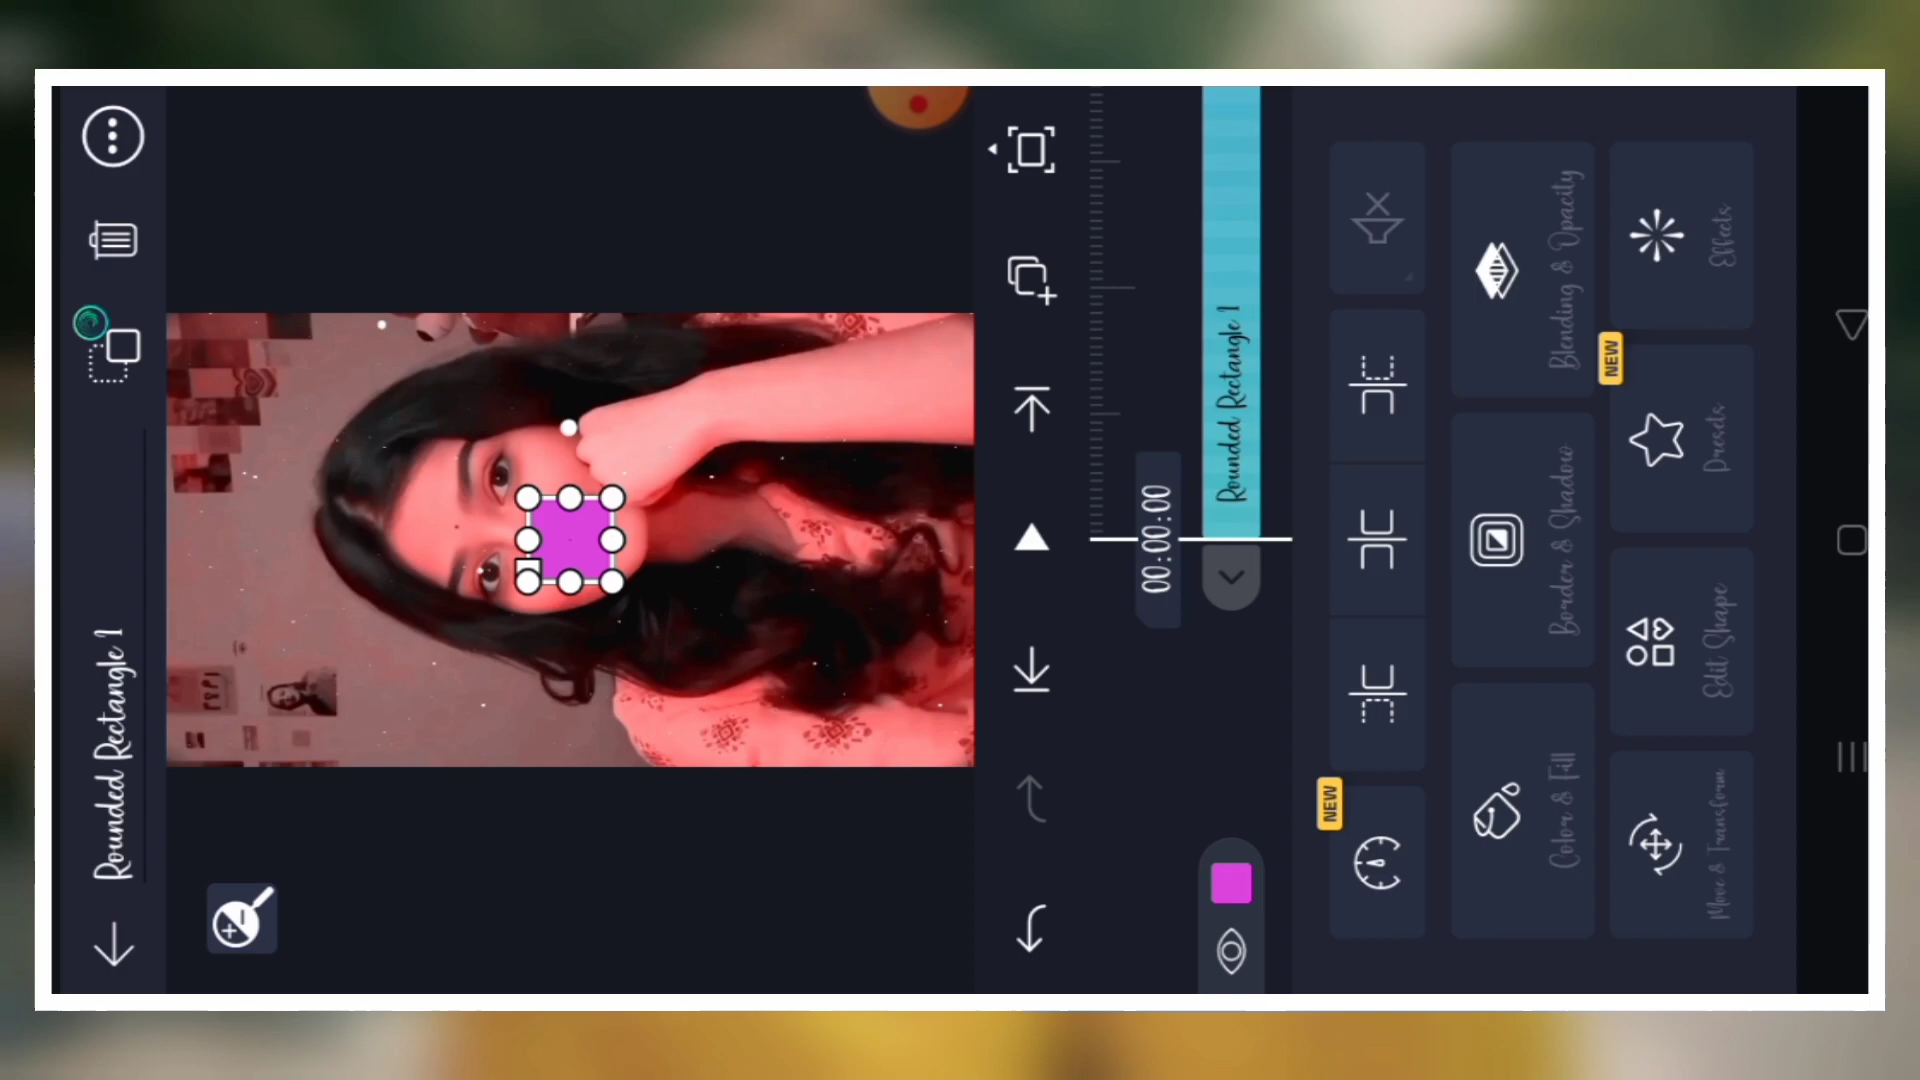 Rounded Rectangle 1
00:00:00
Rounded Rectangle 1
NEW
Color & Fill
Border & Shadow
Blending & Opacity
NEW
Move & Transform
Edit Shape
Presets
Effects